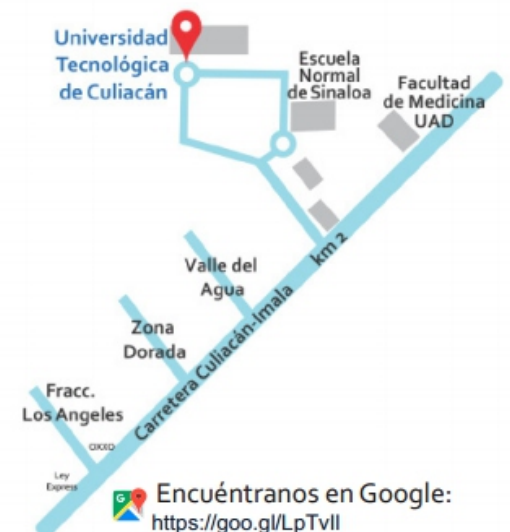 Universidad
Tecnológica
de Culiacán
Escuela
Normal
de Sinaloa
Facultad
de Medicina
UAD
km 2
Valle del
Agua
Carretera Culiacán-Imala
Zona
Dorada
Fracc.
Los Angeles
OXXO
Ley
Express
G
Encuéntranos en Google:
https://goo.gl/LpTvII